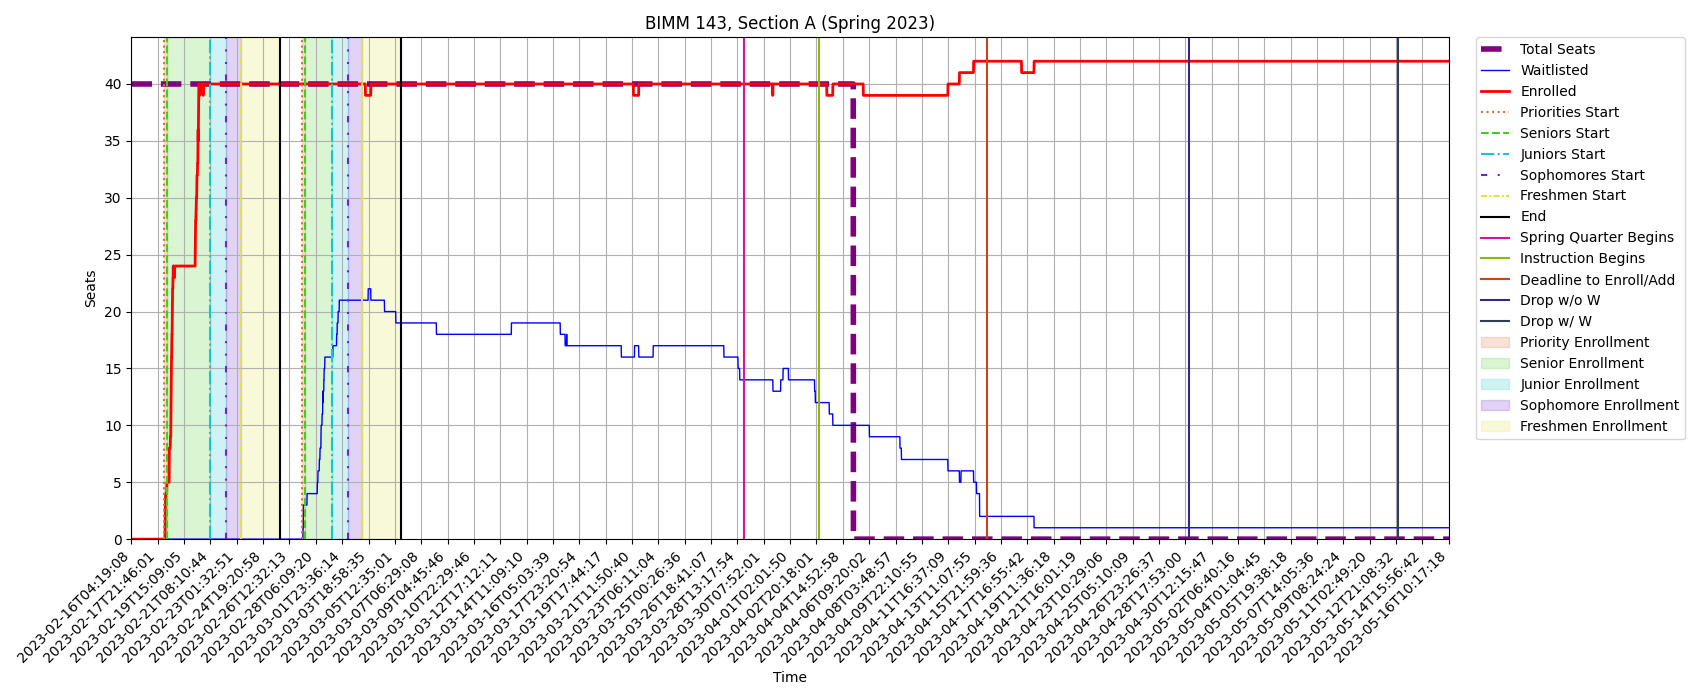 BIMM 143, Section A (Spring 2023)
Seats
40
35
30
25
20
15
10
5
0
2023-02-16T04:19:08
2023-02-17T21:46:01
2023-02-19T15:09:05
2023-02-21T08:10:44
2023-02-23T01:32:51
2023-02-24T19:20:58
2023-02-26T12:32:13
2023-02-28T06:09:20
2023-03-01T23:36:14
2023-03-03T18:58:35
2023-03-05T12:35:01
2023-03-07T06:29:08
2023-03-09T04:45:46
2023-03-10T22:29:46
2023-03-12T17:12:11
2023-03-14T11:09:10
2023-03-16T05:03:39
2023-03-17T23:20:54
2023-03-19T17:44:17
2023-03-21T11:50:40
2023-03-23T06:11:04
2023-03-25T00:26:36
2023-03-26T18:41:07
2023-03-28T13:17:54
2023-03-30T07:52:01
2023-04-01T02:01:50
2023-04-02T20:18:01
2023-04-04T14:52:58
2023-04-06T09:20:02
2023-04-08T03:48:57
2023-04-09T22:10:55
2023-04-11T16:37:09
2023-04-13T11:07:55
2023-04-15T21:59:36
2023-04-17T16:55:42
2023-04-19T11:36:18
2023-04-21T06:01:19
2023-04-23T10:29:06
2023-04-25T05:10:09
2023-04-26T23:26:37
2023-04-28T17:53:00
2023-04-30T12:15:47
2023-05-02T06:40:16
2023-05-04T01:04:45
2023-05-05T19:38:18
2023-05-07T14:05:36
2023-05-09T08:24:24
2023-05-11T02:49:20
2023-05-12T21:08:32
2023-05-14T15:56:42
2023-05-16T10:17:18
Time
Total Seats
Waitlisted
Enrolled
Priorities Start
Seniors Start
Juniors Start
Sophomores Start
Freshmen Start
End
Spring Quarter Begins
Instruction Begins
Deadline to Enroll/Add
Drop w/o W
Drop w/ W
Priority Enrollment
Senior Enrollment
Junior Enrollment
Sophomore Enrollment
Freshmen Enrollment